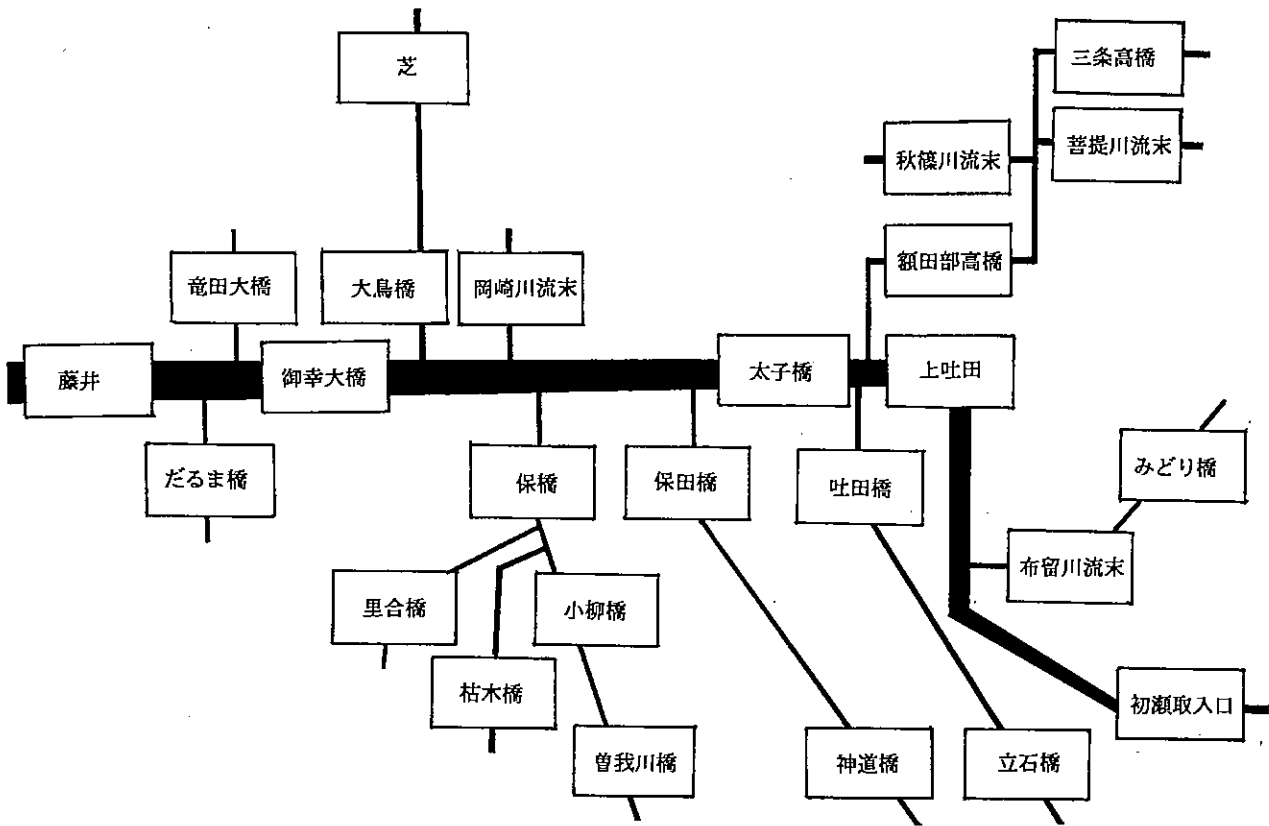 芝
三条高橋
秋篠川流末
菩提川流末
竜田大橋
大鳥橋
岡崎川流末
額田部高橋
藤井
御幸大橋
太子橋
上吐田
だるま橋
保橋
保田橋
吐田橋
みどり橋
布留川流末
里合橋
小柳橋
枯木橋
初瀬取入口
曽我川橋
神道橋
立石橋